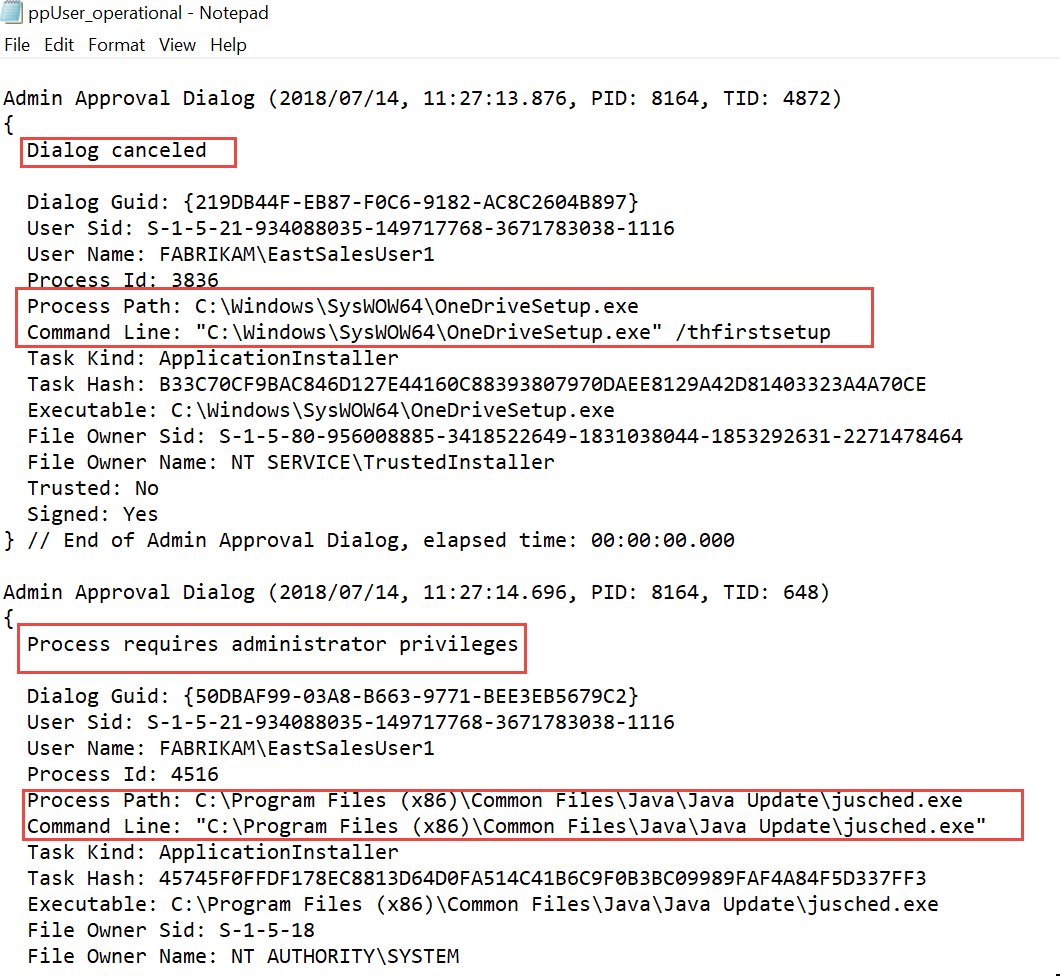 ppUser_operational - Notepad
File Edit Format View Help
Admin Approval Dialog (2018/07/14, 11:27:13.876, PID: 8164, TID: 4872)
{
Dialog canceled
Dialog Guid: {219DB44F-EB87-F0C6-9182-AC8C2604B897}
User Sid: S-1-5-21-934088035-149717768-3671783038-1116
User Name: FABRIKAM\EastSalesUser1
Process Id: 3836
Process Path: C:\Windows\SysWOW64\OneDriveSetup.exe
Command Line: "C:\Windows\SysWOW64\OneDriveSetup.exe" /thfirstsetup
Task Kind: ApplicationInstaller
Task Hash: B33C70CF9BAC846D127E44160C88393807970DAEE8129A42D81403323A4A70CE
Executable: C:\Windows\SysWOW64\OneDriveSetup.exe
File Owner Sid: S-1-5-80-956008885-3418522649-1831038044-1853292631-2271478464
File Owner Name: NT SERVICE\TrustedInstaller
Trusted: No
Signed: Yes
} // End of Admin Approval Dialog, elapsed time: 00:00:00.000
Admin Approval Dialog (2018/07/14, 11:27:14.696, PID: 8164, TID: 648)
{
Process requires administrator privileges
Dialog Guid: {50DBAF99-03A8-B663-9771-BEE3EB5679C2}
User Sid: S-1-5-21-934088035-149717768-3671783038-1116
User Name: FABRIKAM\EastSalesUser1
Process Id: 4516
Process Path: C:\Program Files (x86)\Common Files\Java\Java Update\jusched.exe
Command Line: "C:\Program Files (x86)\Common Files\Java\Java Update\jusched.exe"
Task Kind: ApplicationInstaller
Task Hash: 45745F0FFDF178EC8813D64D0FA514C41B6C9F0B3BC09989FAF4A84F5D337FF3
Executable: C:\Program Files (x86)\Common Files\Java\Java Update\jusched.exe
File Owner Sid: S-1-5-18
File Owner Name: NT AUTHORITY\SYSTEM